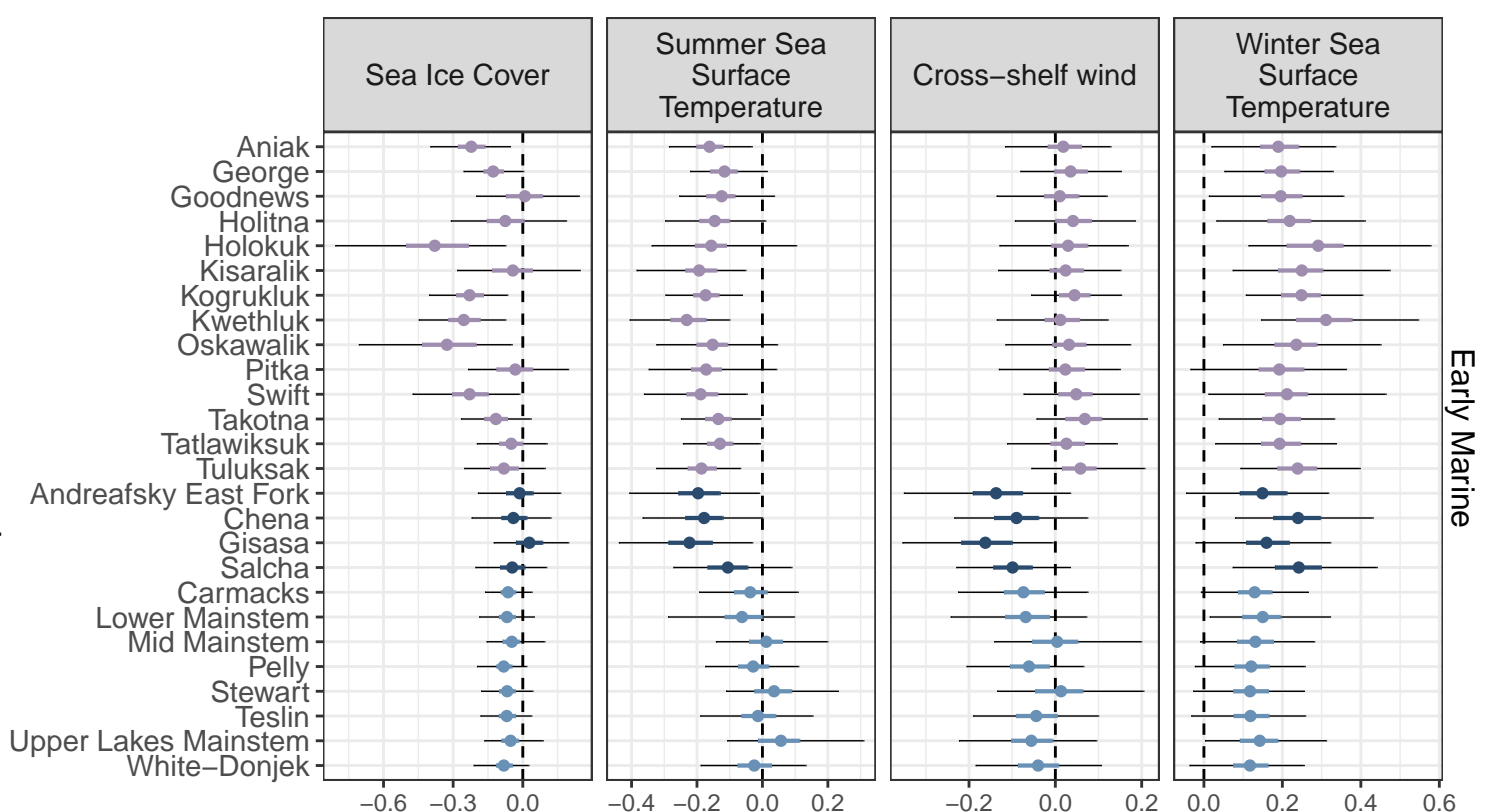 Sea Ice Cover
Summer Sea
Surface
Temperature
Cross−shelf wind
Winter Sea
Surface
Temperature
Aniak
George
Goodnews
Holitna
Holokuk
Kisaralik
Kogrukluk
Kwethluk
Oskawalik
Pitka
Swift
Takotna
Tatlawiksuk
Tuluksak
Andreafsky East Fork
Chena
Gisasa
Salcha
Carmacks
Lower Mainstem
Mid Mainstem
Pelly
Stewart
Teslin
Upper Lakes Mainstem
White−Donjek
Early Marine
−0.6 −0.3 0.0
−0.4 −0.2 0.0 0.2
−0.2 0.0 0.2
0.0 0.2 0.4 0.6